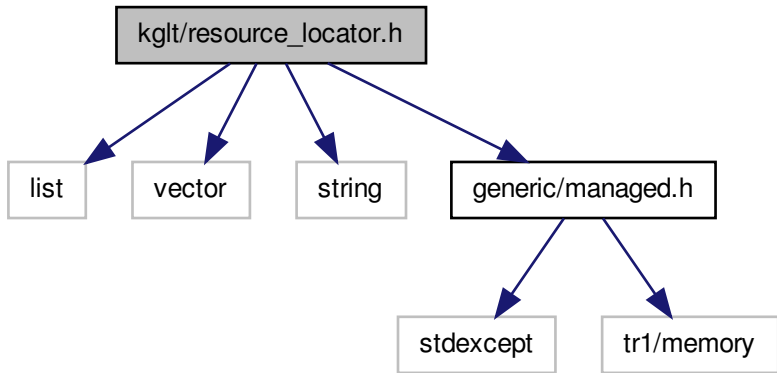 kglt/resource_locator.h
list
vector
string
generic/managed.h
stdexcept
tr1/memory